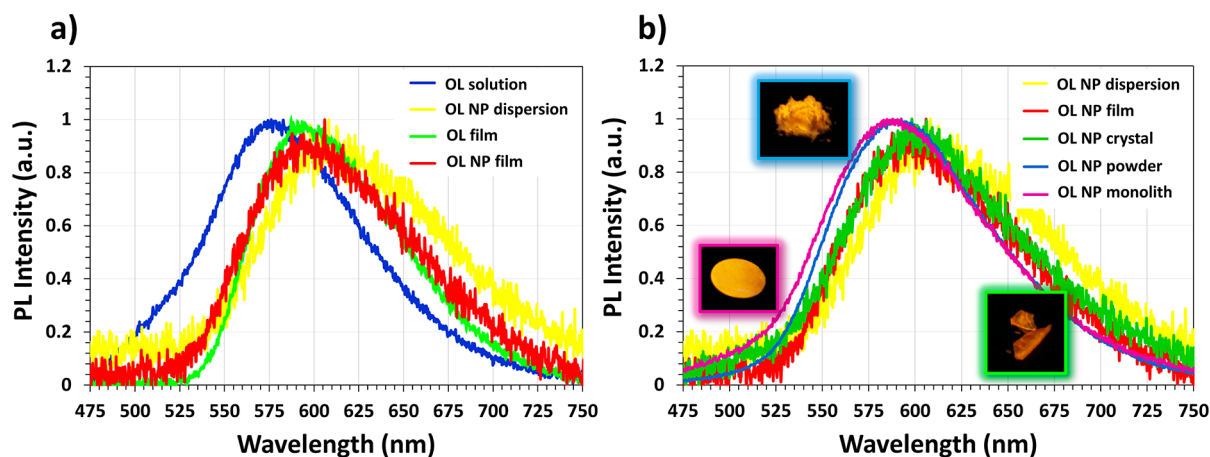 a)
1.2
1
0.8
0.6
0.4
0.2
0
PL Intensity (a.u.)
OL solution
OL NP dispersion
OL film
OL NP film
475 500 525 550 575 600 625 650 675 700 725 750
Wavelength (nm)
b)
1.2
1
0.8
0.6
0.4
0.2
0
PL Intensity (a.u.)
OL NP dispersion
OL NP film
OL NP crystal
OL NP powder
OL NP monolith
475 500 525 550 575 600 625 650 675 700 725 750
Wavelength (nm)